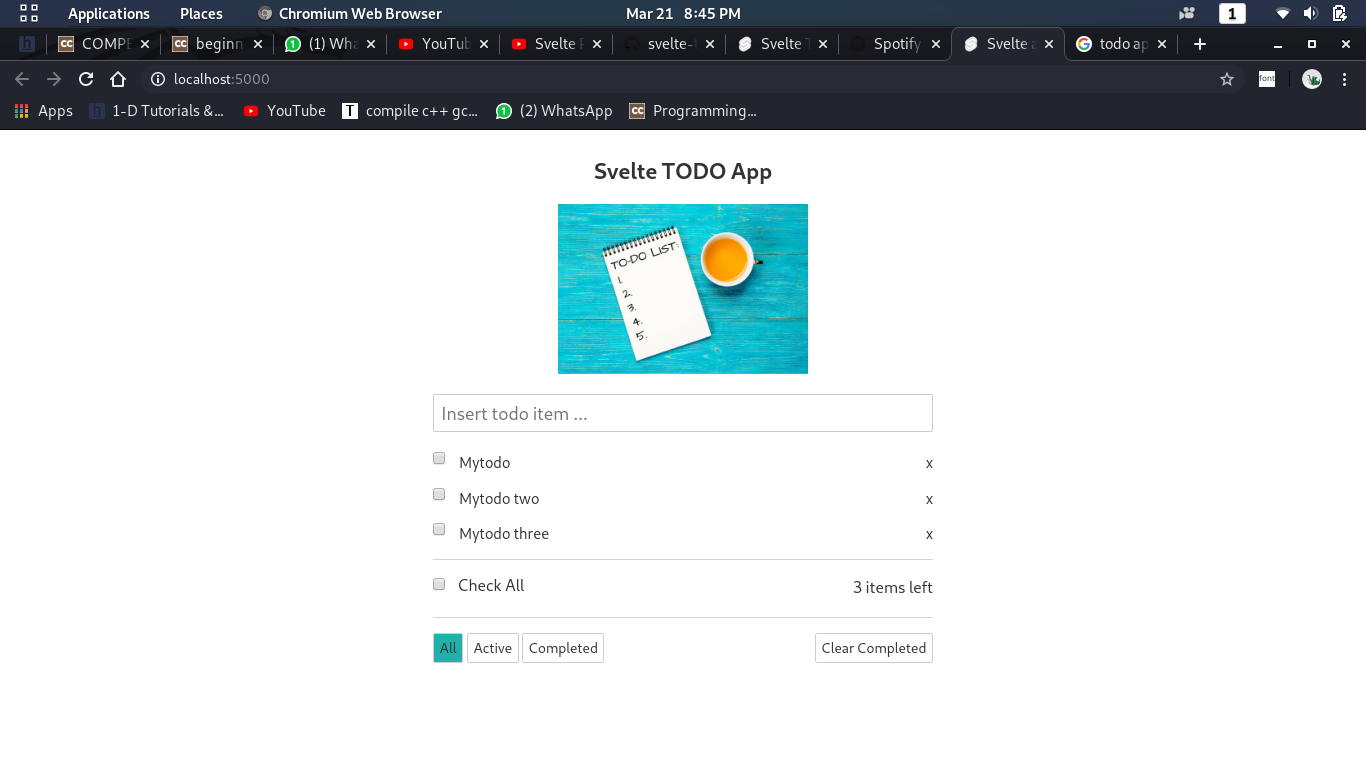 Applications Places Chromium Web Browser Mar 21 8:45 PM 1
COMPE beginn (1) Wha YouTub Svelte svelte-t Svelte T Spotify Svelte a todo ap
localhost:5000 font
Apps 1-D Tutorials &... YouTube compile c++ gc... (2) WhatsApp Programming...
Svelte TODO App
TO-DO LIST:
1.
2.
3.
4.
5.
Insert todo item ...
Mytodo x
Mytodo two x
Mytodo three x
Check All 3 items left
All Active Completed Clear Completed